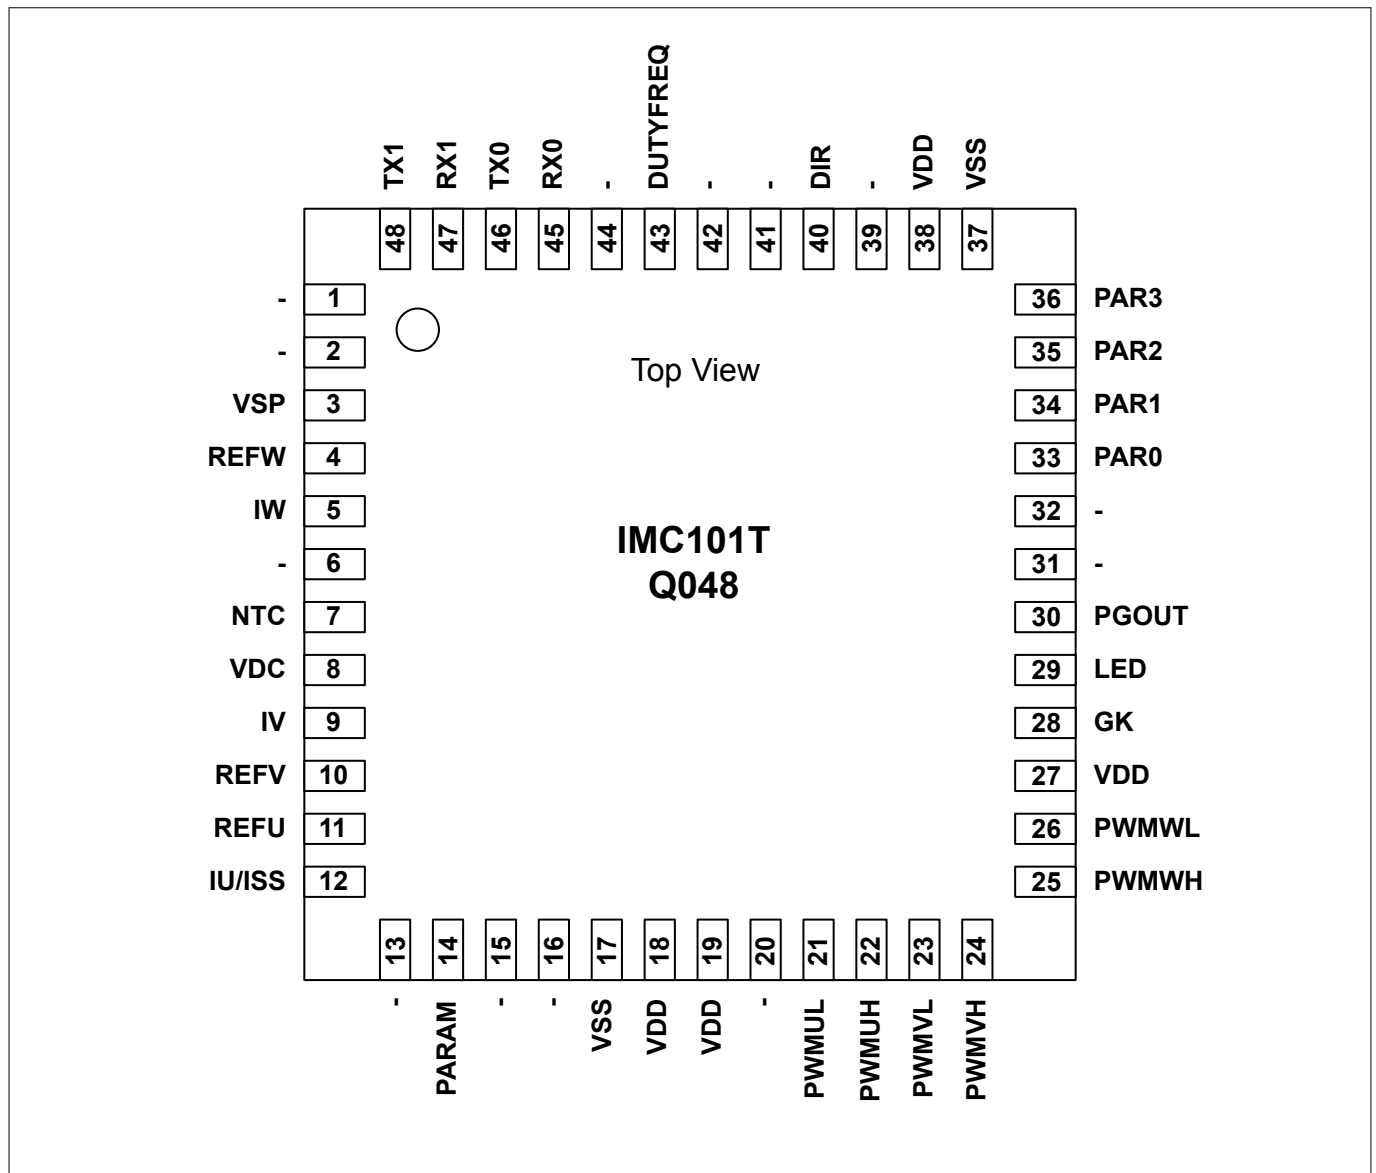 TX1 RX1 TX0 RX0 - DUTYFREQ - - DIR - VDD VSS
48 47 46 45 44 43 42 41 40 39 38 37
- 1 36 PAR3
- 2 35 PAR2
Top View
VSP 3 34 PAR1
REFW 4 33 PAR0
IW 5 32 -
IMC101T
- 6 31 -
Q048
NTC 7 30 PGOUT
VDC 8 29 LED
IV 9 28 GK
REFV 10 27 VDD
REFU 11 26 PWMWL
IU/ISS 12 25 PWMWH
13 14 15 16 17 18 19 20 21 22 23 24
- PARAM - - VSS VDD VDD - PWMUL PWMUH PWMVL PWMVH